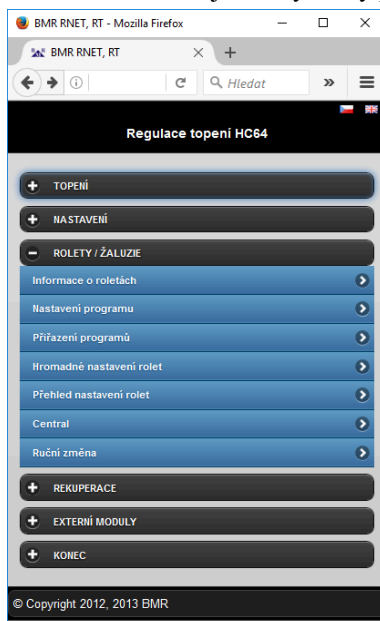 BMR RNET, RT - Mozilla Firefox
BMR RNET, RT
Hledat
Regulace topení HC64
TOPENÍ
NASTAVENÍ
ROLETY / ŽALUZIE
Informace o roletách
Nastavení programu
Přiřazení programů
Hromadné nastavení rolet
Přehled nastavení rolet
Central
Ruční změna
REKUPERACE
EXTERNÍ MODULY
KONEC
© Copyright 2012, 2013 BMR